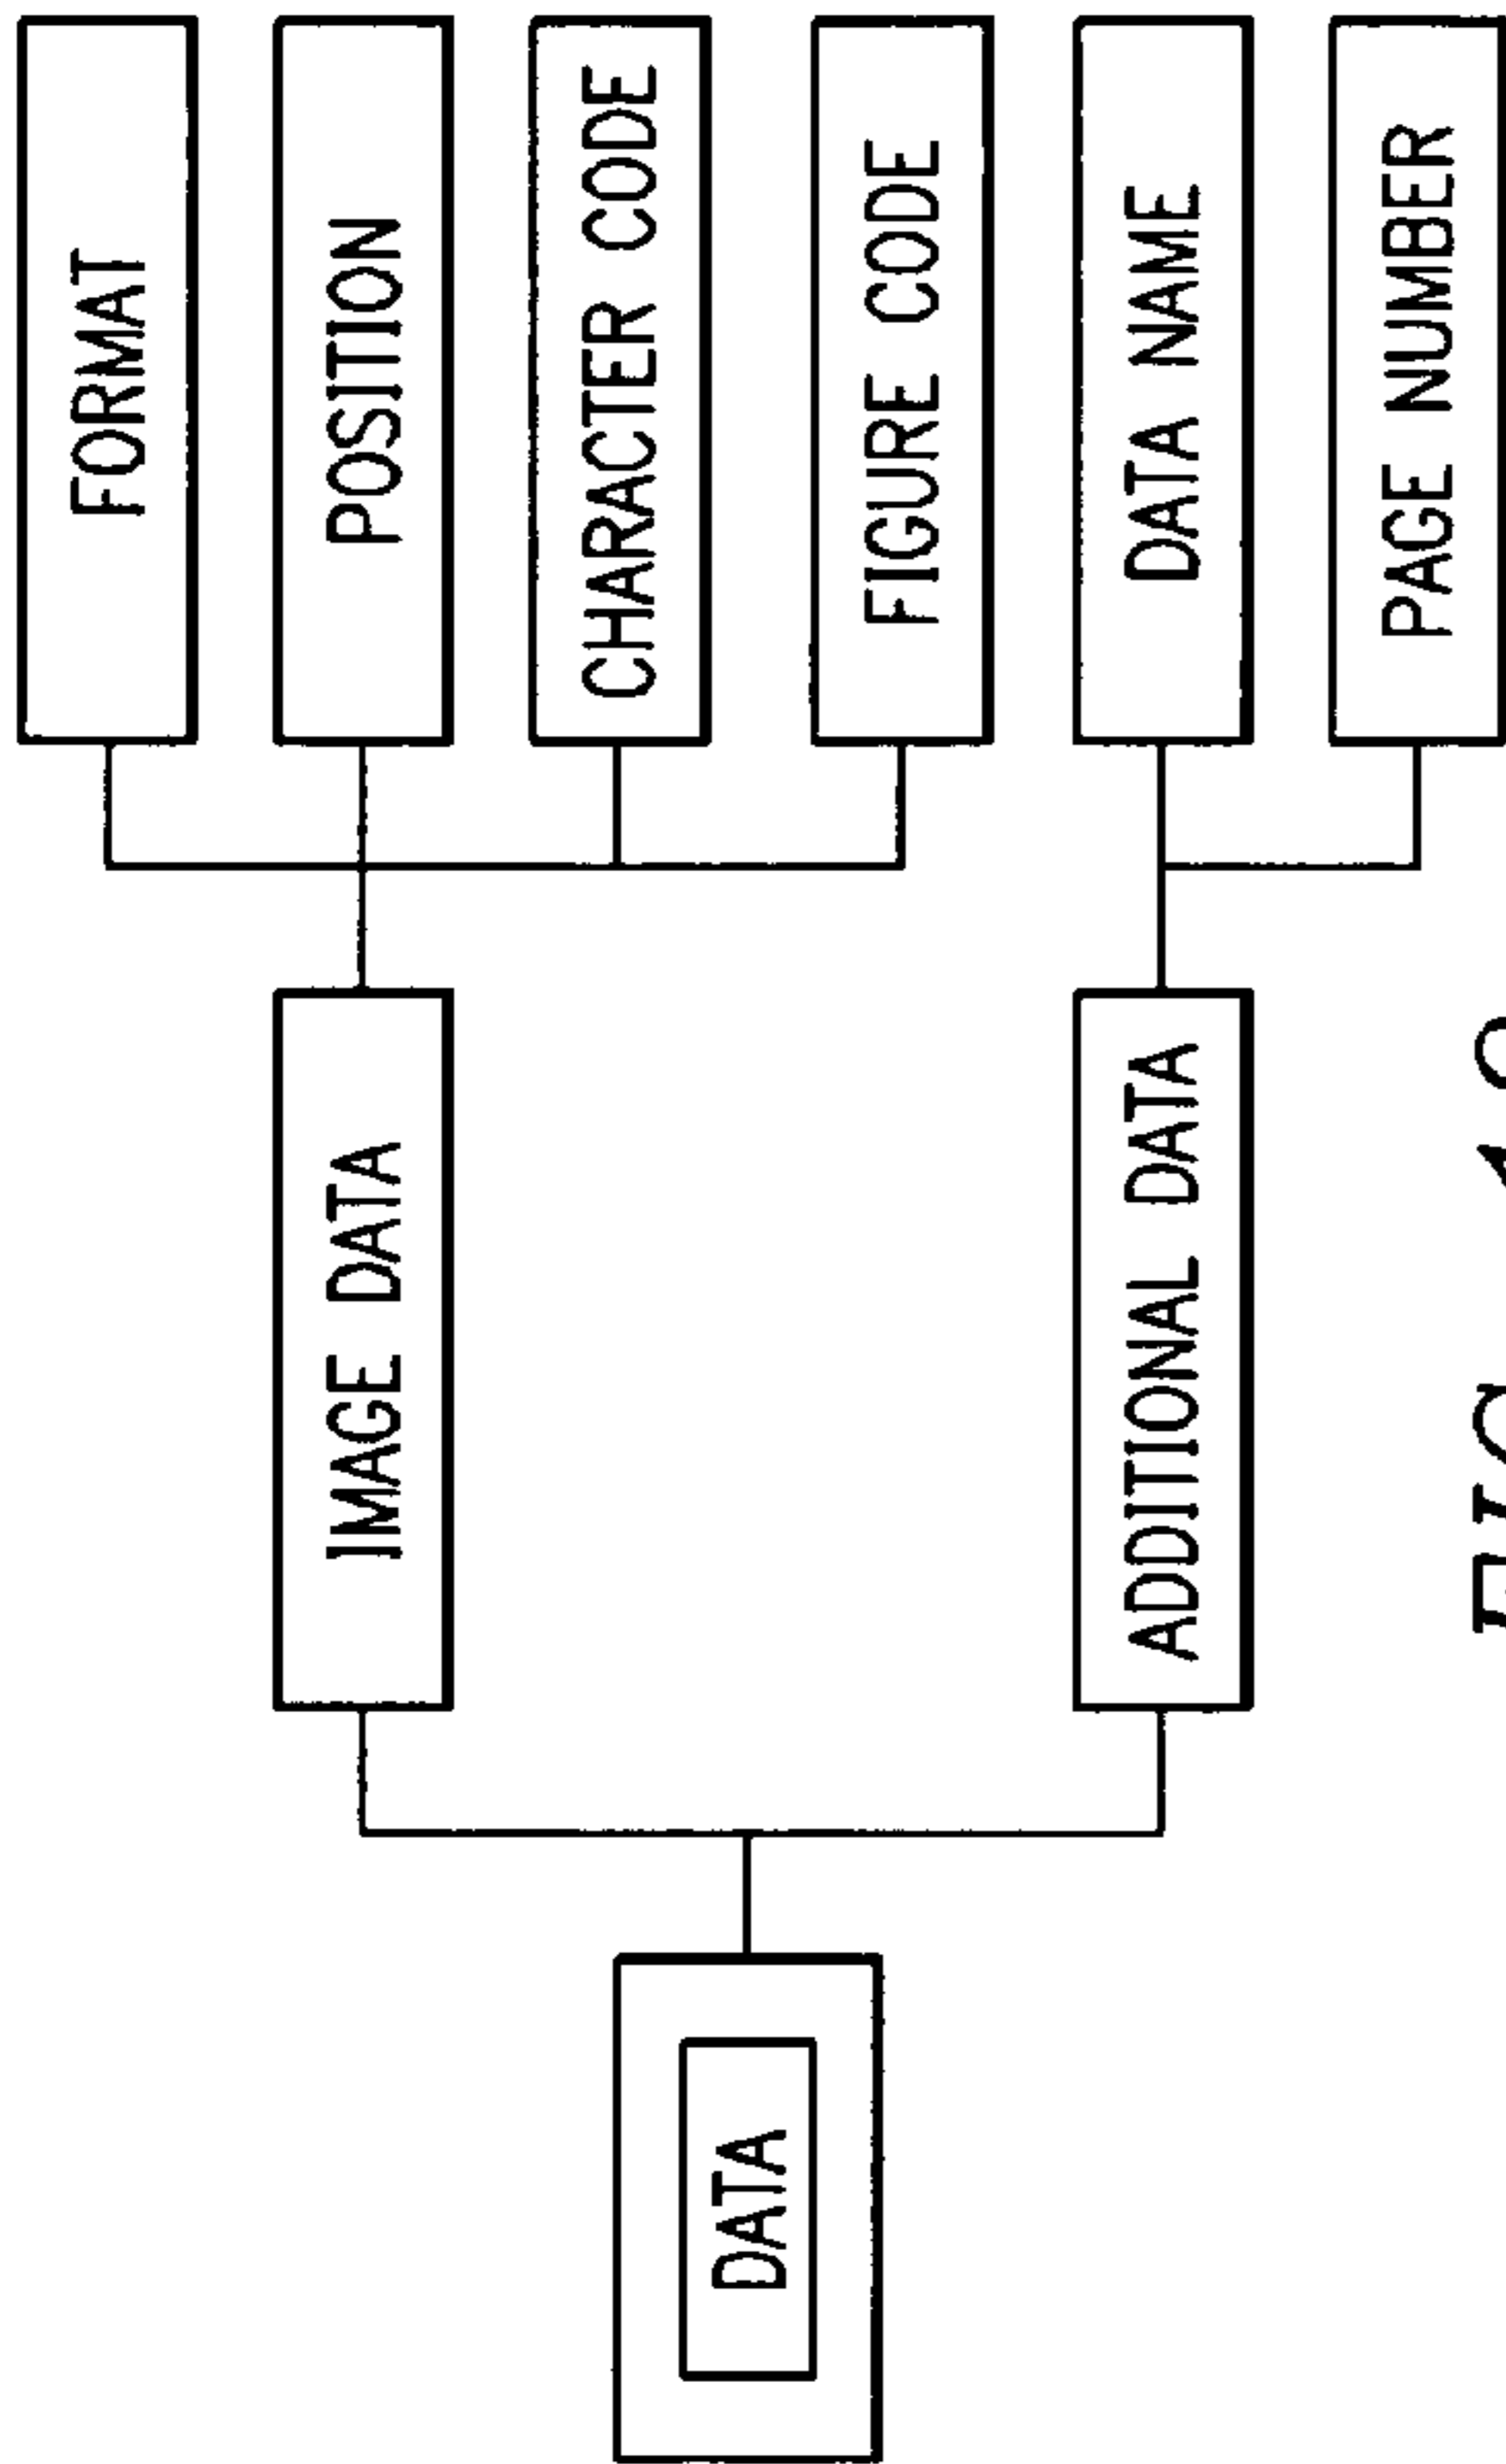 DATA
IMAGE DATA
FORMAT
POSITION
CHARACTER CODE
FIGURE CODE
ADDITIONAL DATA
DATA NAME
PAGE NUMBER